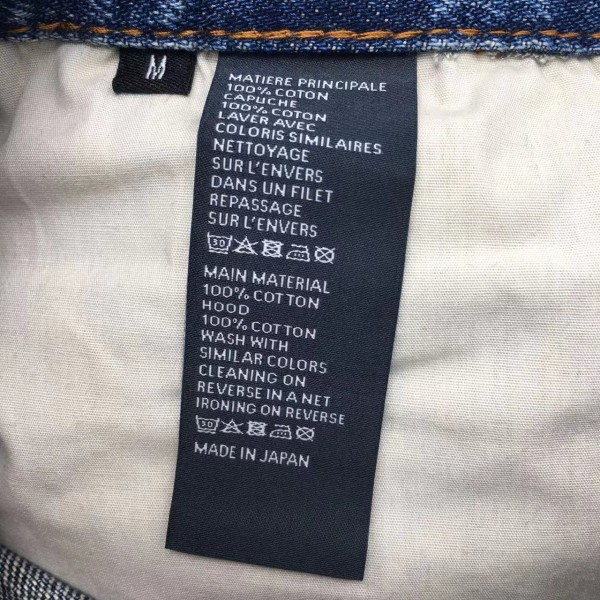 M
MATIERE PRINCIPALE
100% COTON
CAPUCHE
100% COTON
LAVER AVEC
COLORIS SIMILAIRES
NETTOYAGE
SUR L'ENVERS
DANS UN FILET
REPASSAGE
SUR L'ENVERS
30
MAIN MATERIAL
100% COTTON
HOOD
100% COTTON
WASH WITH
SIMILAR COLORS
CLEANING ON
REVERSE IN A NET
IRONING ON REVERSE
30
MADE IN JAPAN